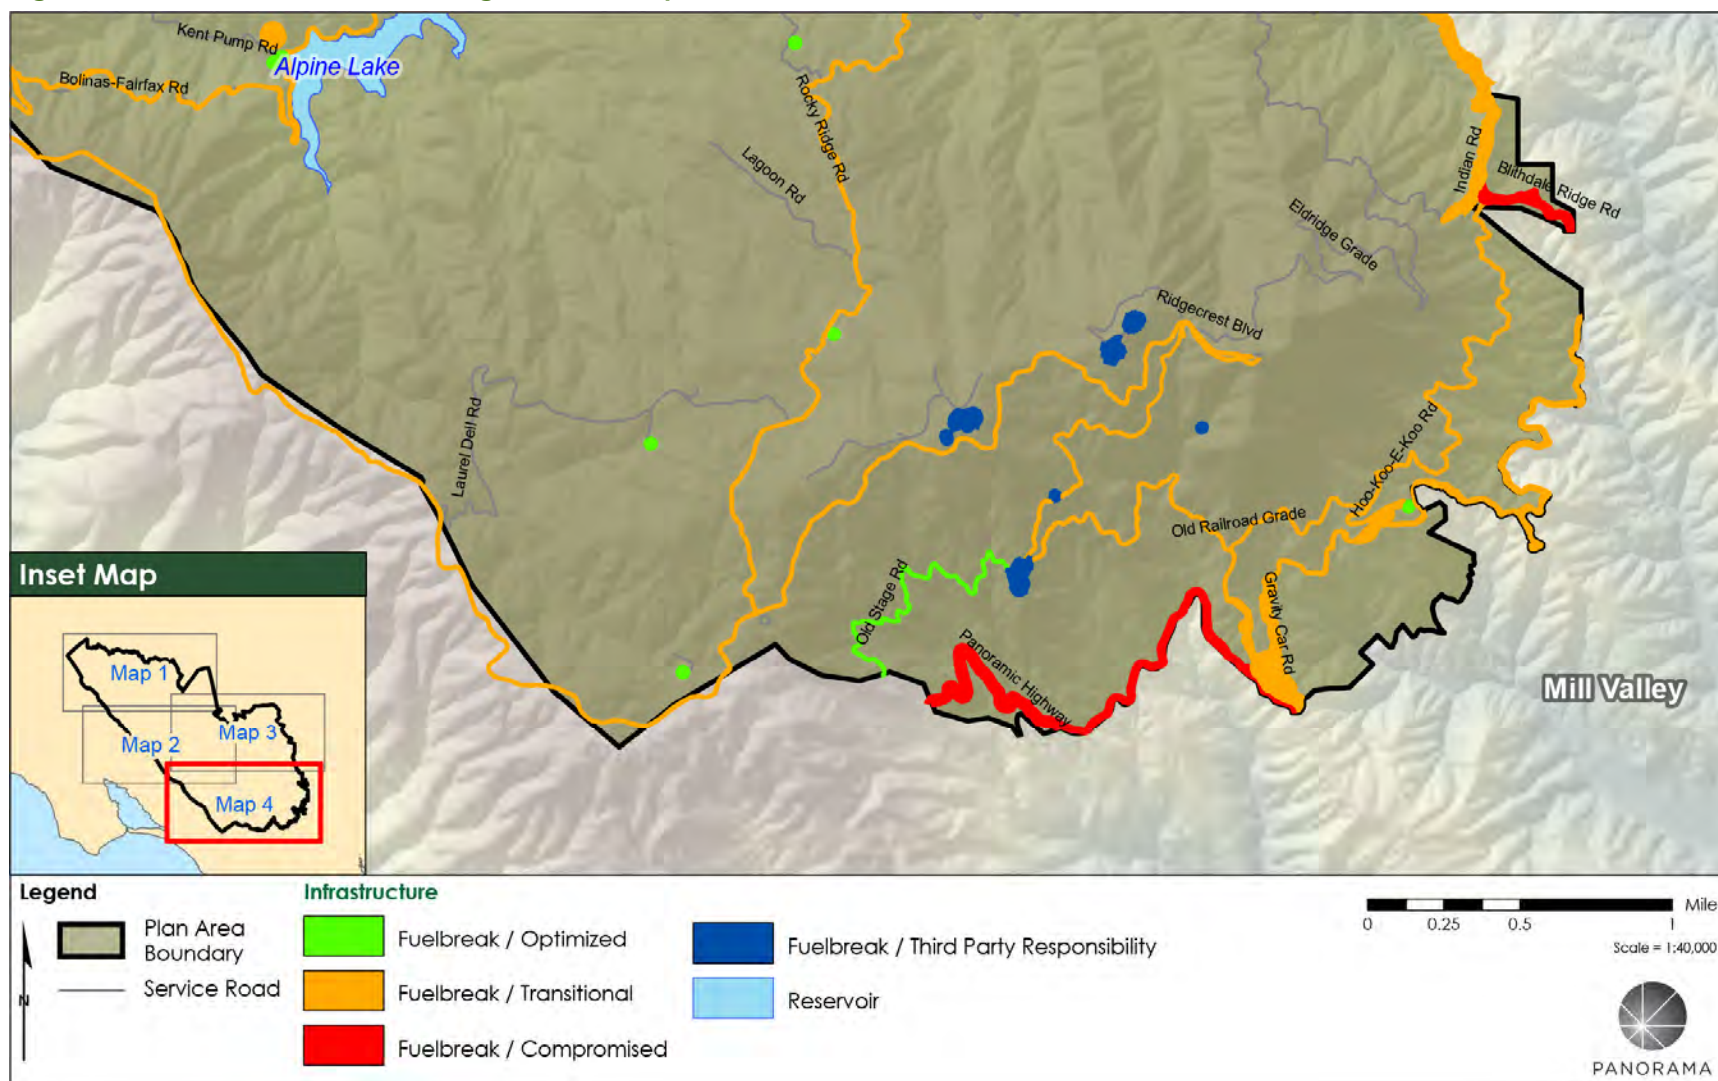 Kent Pump Rd
Alpine Lake
Bolinas-Fairfax Rd
Rocky Ridge Rd
Lagoon Rd
Indian Rd
Blithdale Ridge Rd
Eldridge Grade
Ridgecrest Blvd
Laurel Dell Rd
Hoo-Koo-E-Koo Rd
Old Railroad Grade
Old Stage Rd
Gravity Car Rd
Panoramic Highway
Mill Valley
Inset Map
Map 1
Map 2
Map 3
Map 4
Legend
Plan Area
Boundary
Service Road
N
Infrastructure
Fuelbreak / Optimized
Fuelbreak / Transitional
Fuelbreak / Compromised
Fuelbreak / Third Party Responsibility
Reservoir
Mile
0 0.25 0.5 1
Scale = 1:40,000
PANORAMA